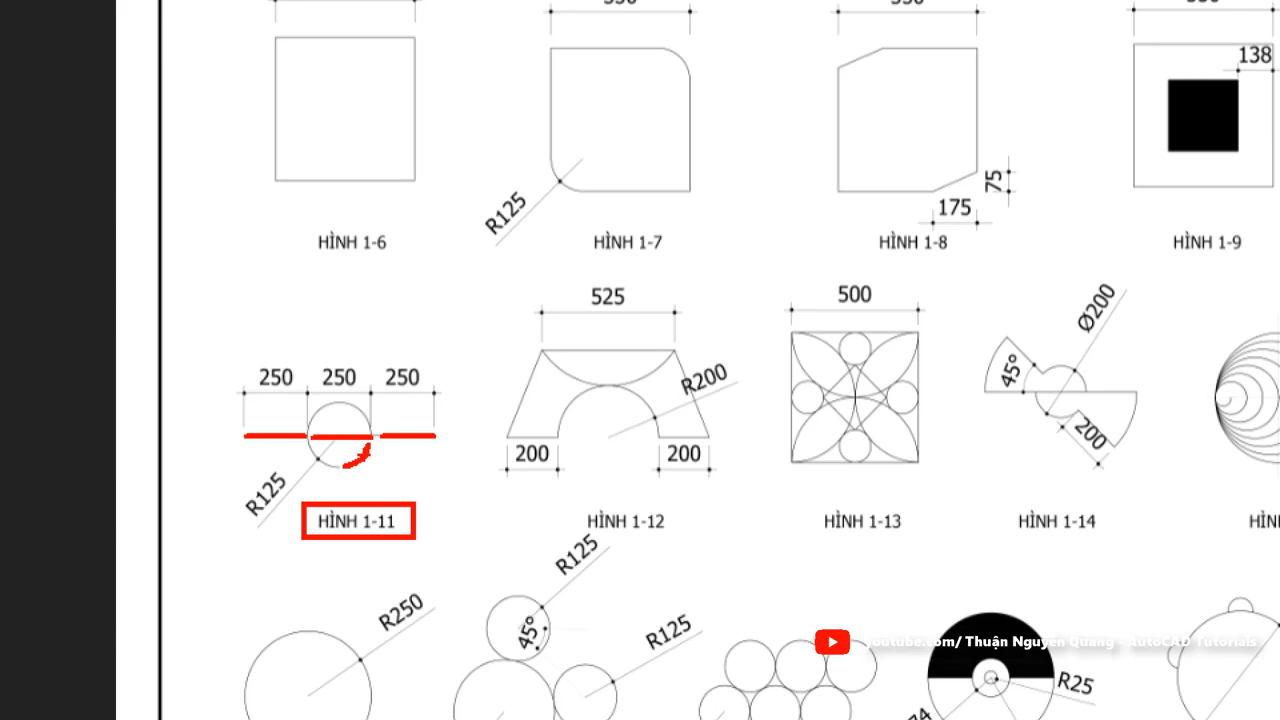 138
R125
75
175
HÌNH 1-6
HÌNH 1-7
HÌNH 1-8
HÌNH 1-9
525
500
Ø200
250
250
250
R200
45°
200
200
200
R125
HÌNH 1-11
HÌNH 1-12
HÌNH 1-13
HÌNH 1-14
R125
R250
45°
R125
youtube.com/ Thuận Nguyễn Quang - AutoCAD Tutorials
R25